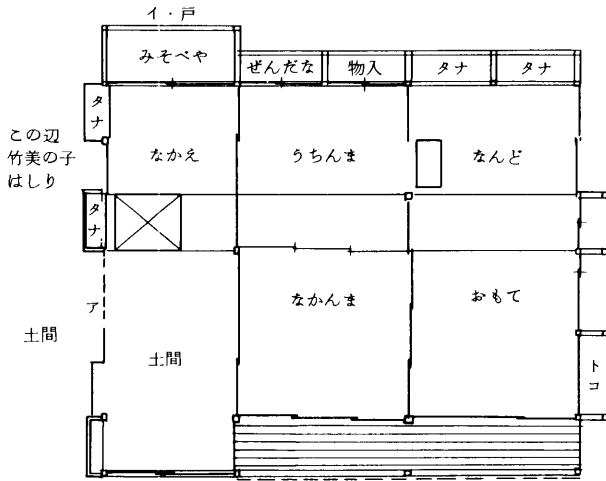 イ・戸
みそべや
ぜんだな
物入
タナ
タナ
タナ
この辺
竹美の子
はしり
なかえ
うちんま
なんど
タナ
ア
なかんま
おもて
土間
土間
トコ